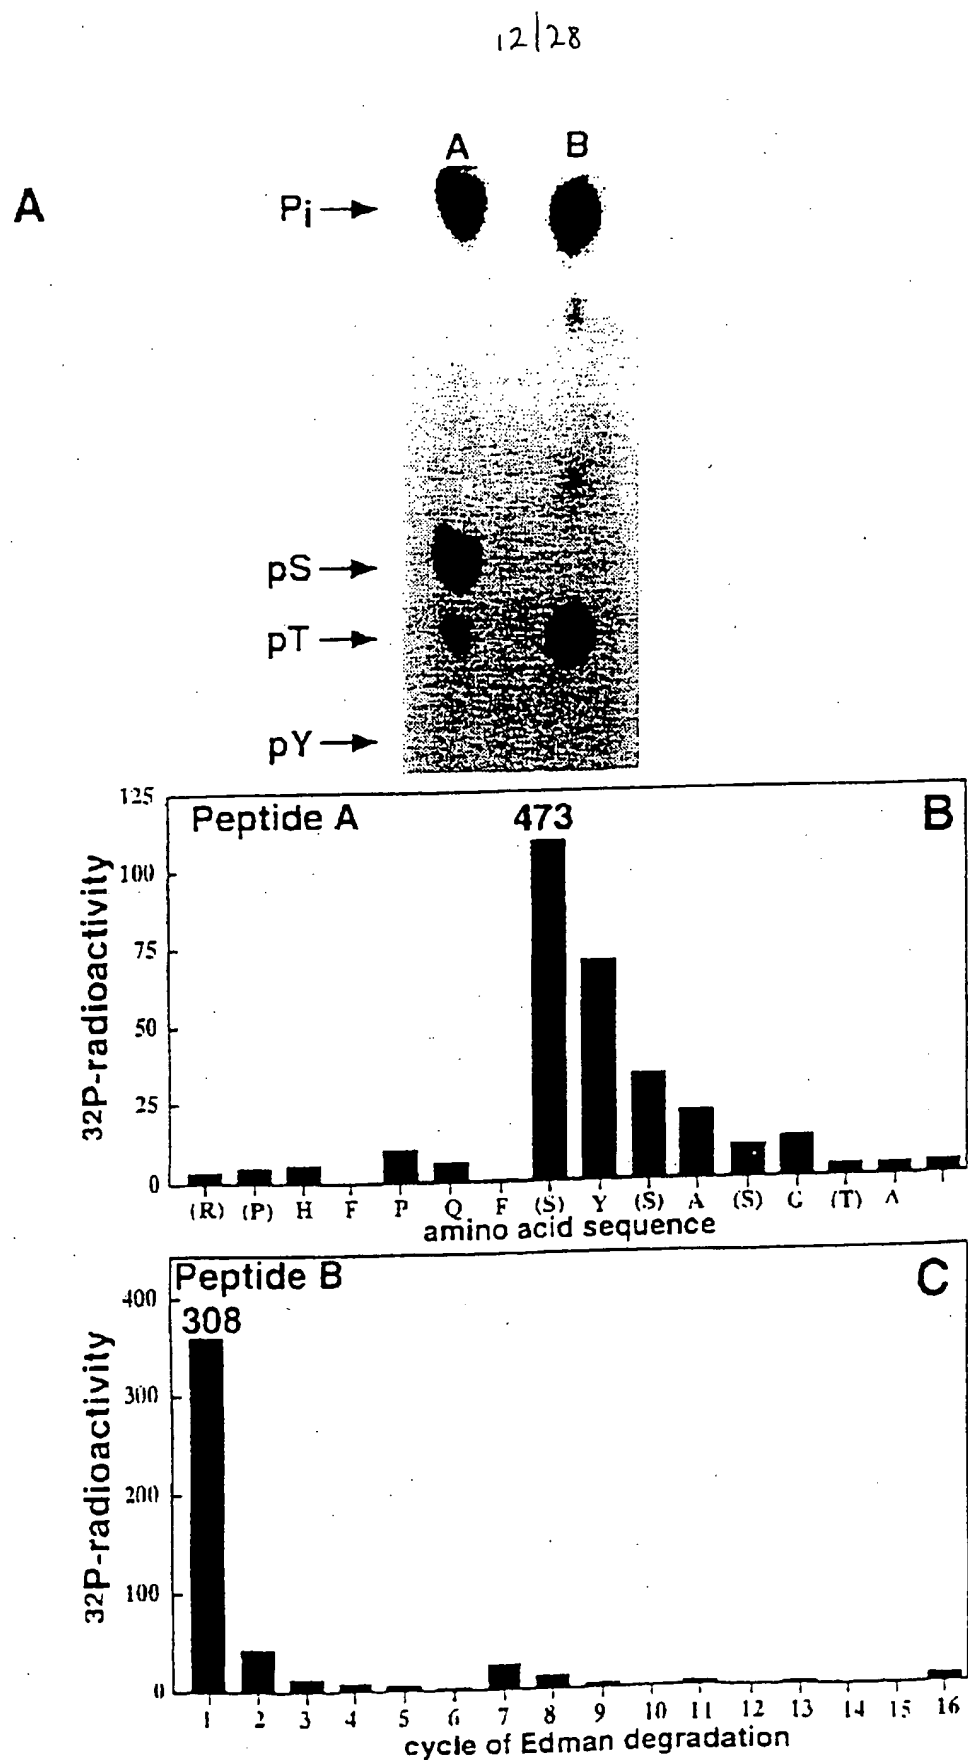 12/28
A B
A
Pi
pS
pT
pY
Peptide A 473 B
125
100
75
50
25
0
32P-radioactivity
(R) (P) H F P Q F (S) Y (S) A (S) G (T) A
amino acid sequence
Peptide B C
308
400
300
200
100
0
32P-radioactivity
1 2 3 4 5 6 7 8 9 10 11 12 13 14 15 16
cycle of Edman degradation